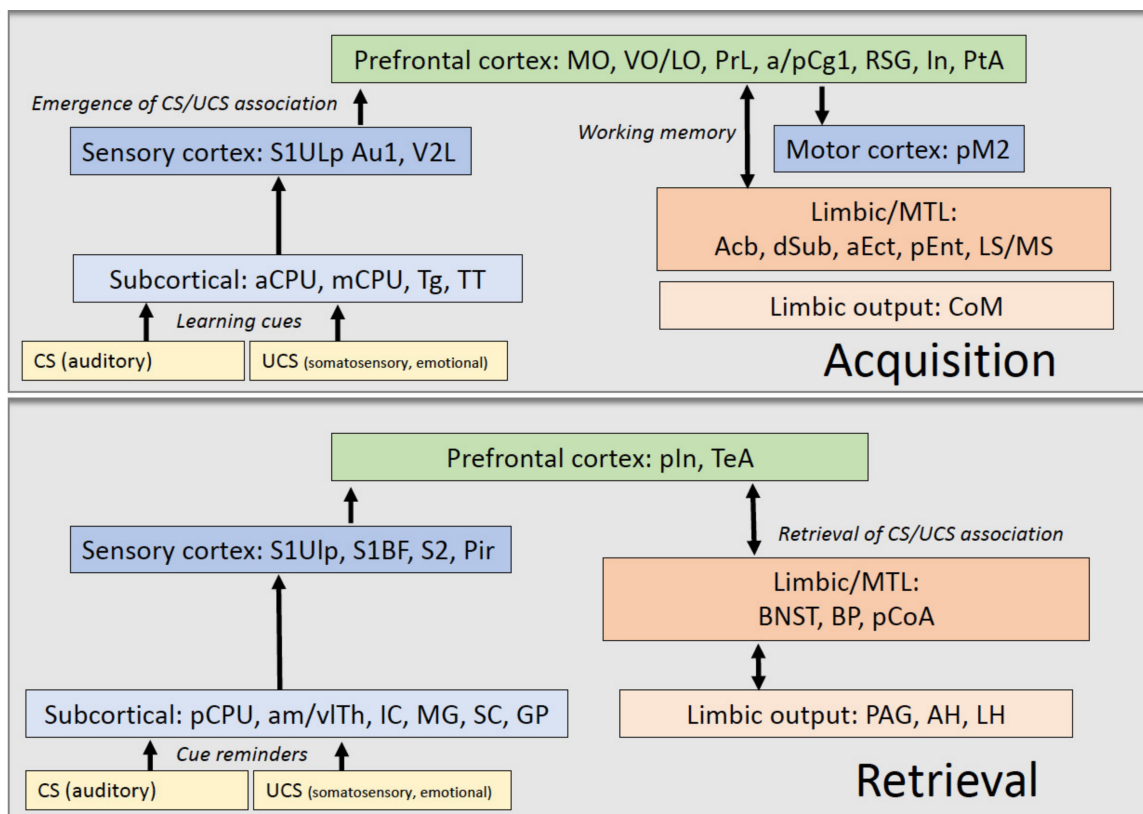 Prefrontal cortex: MO, VO/LO, PrL, a/pCg1, RSG, In, PtA
Emergence of CS/UCS association
Working memory
Sensory cortex: S1ULp Au1, V2L
Motor cortex: pM2
Limbic/MTL:
Acb, dSub, aEct, pEnt, LS/MS
Subcortical: aCPU, mCPU, Tg, TT
Limbic output: CoM
Learning cues
CS (auditory)
UCS (somatosensory, emotional)
Acquisition
Prefrontal cortex: pIn, TeA
Sensory cortex: S1Ulp, S1BF, S2, Pir
Retrieval of CS/UCS association
Limbic/MTL:
BNST, BP, pCoA
Subcortical: pCPU, am/vlTh, IC, MG, SC, GP
Limbic output: PAG, AH, LH
Cue reminders
CS (auditory)
UCS (somatosensory, emotional)
Retrieval